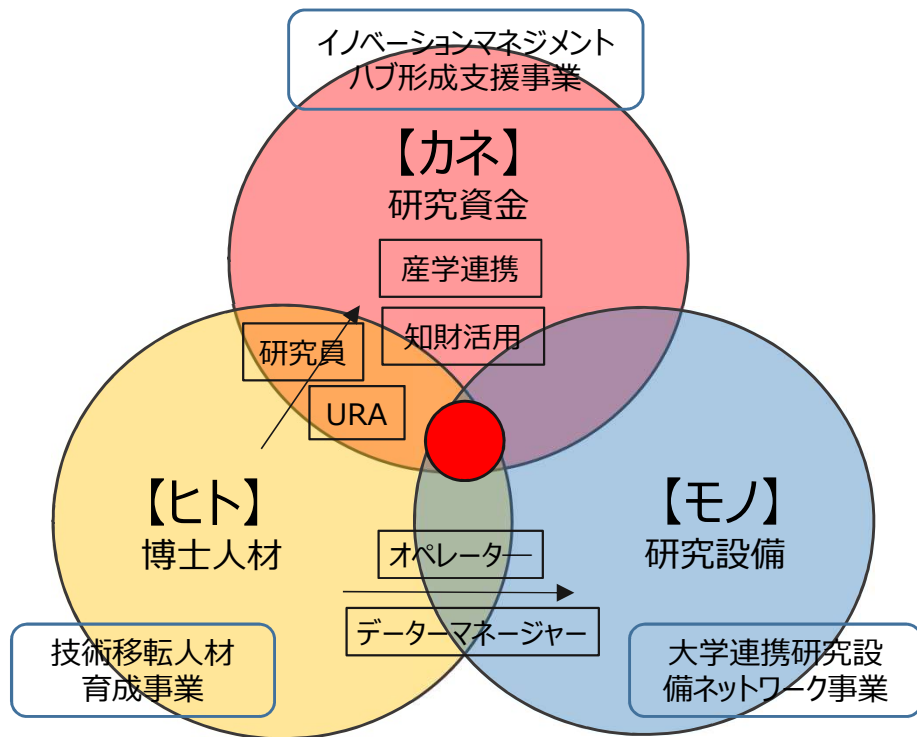 イノベーションマネジメント
ハブ形成支援事業
【カネ】
研究資金
産学連携
知財活用
研究員
URA
【ヒト】
博士人材
【モノ】
研究設備
オペレーター
データーマネージャー
技術移転人材
育成事業
大学連携研究設
備ネットワーク事業